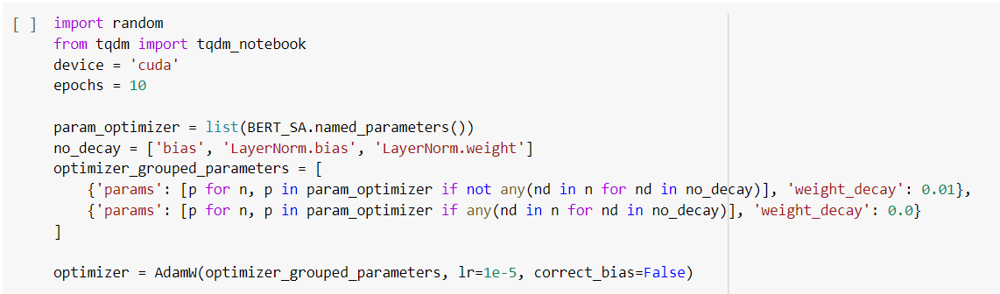 [ ] import random
from tqdm import tqdm_notebook
device = 'cuda'
epochs = 10
param_optimizer = list(BERT_SA.named_parameters())
no_decay = ['bias', 'LayerNorm.bias', 'LayerNorm.weight']
optimizer_grouped_parameters = [
    {'params': [p for n, p in param_optimizer if not any(nd in n for nd in no_decay)], 'weight_decay': 0.01},
    {'params': [p for n, p in param_optimizer if any(nd in n for nd in no_decay)], 'weight_decay': 0.0}
]
optimizer = AdamW(optimizer_grouped_parameters, lr=1e-5, correct_bias=False)